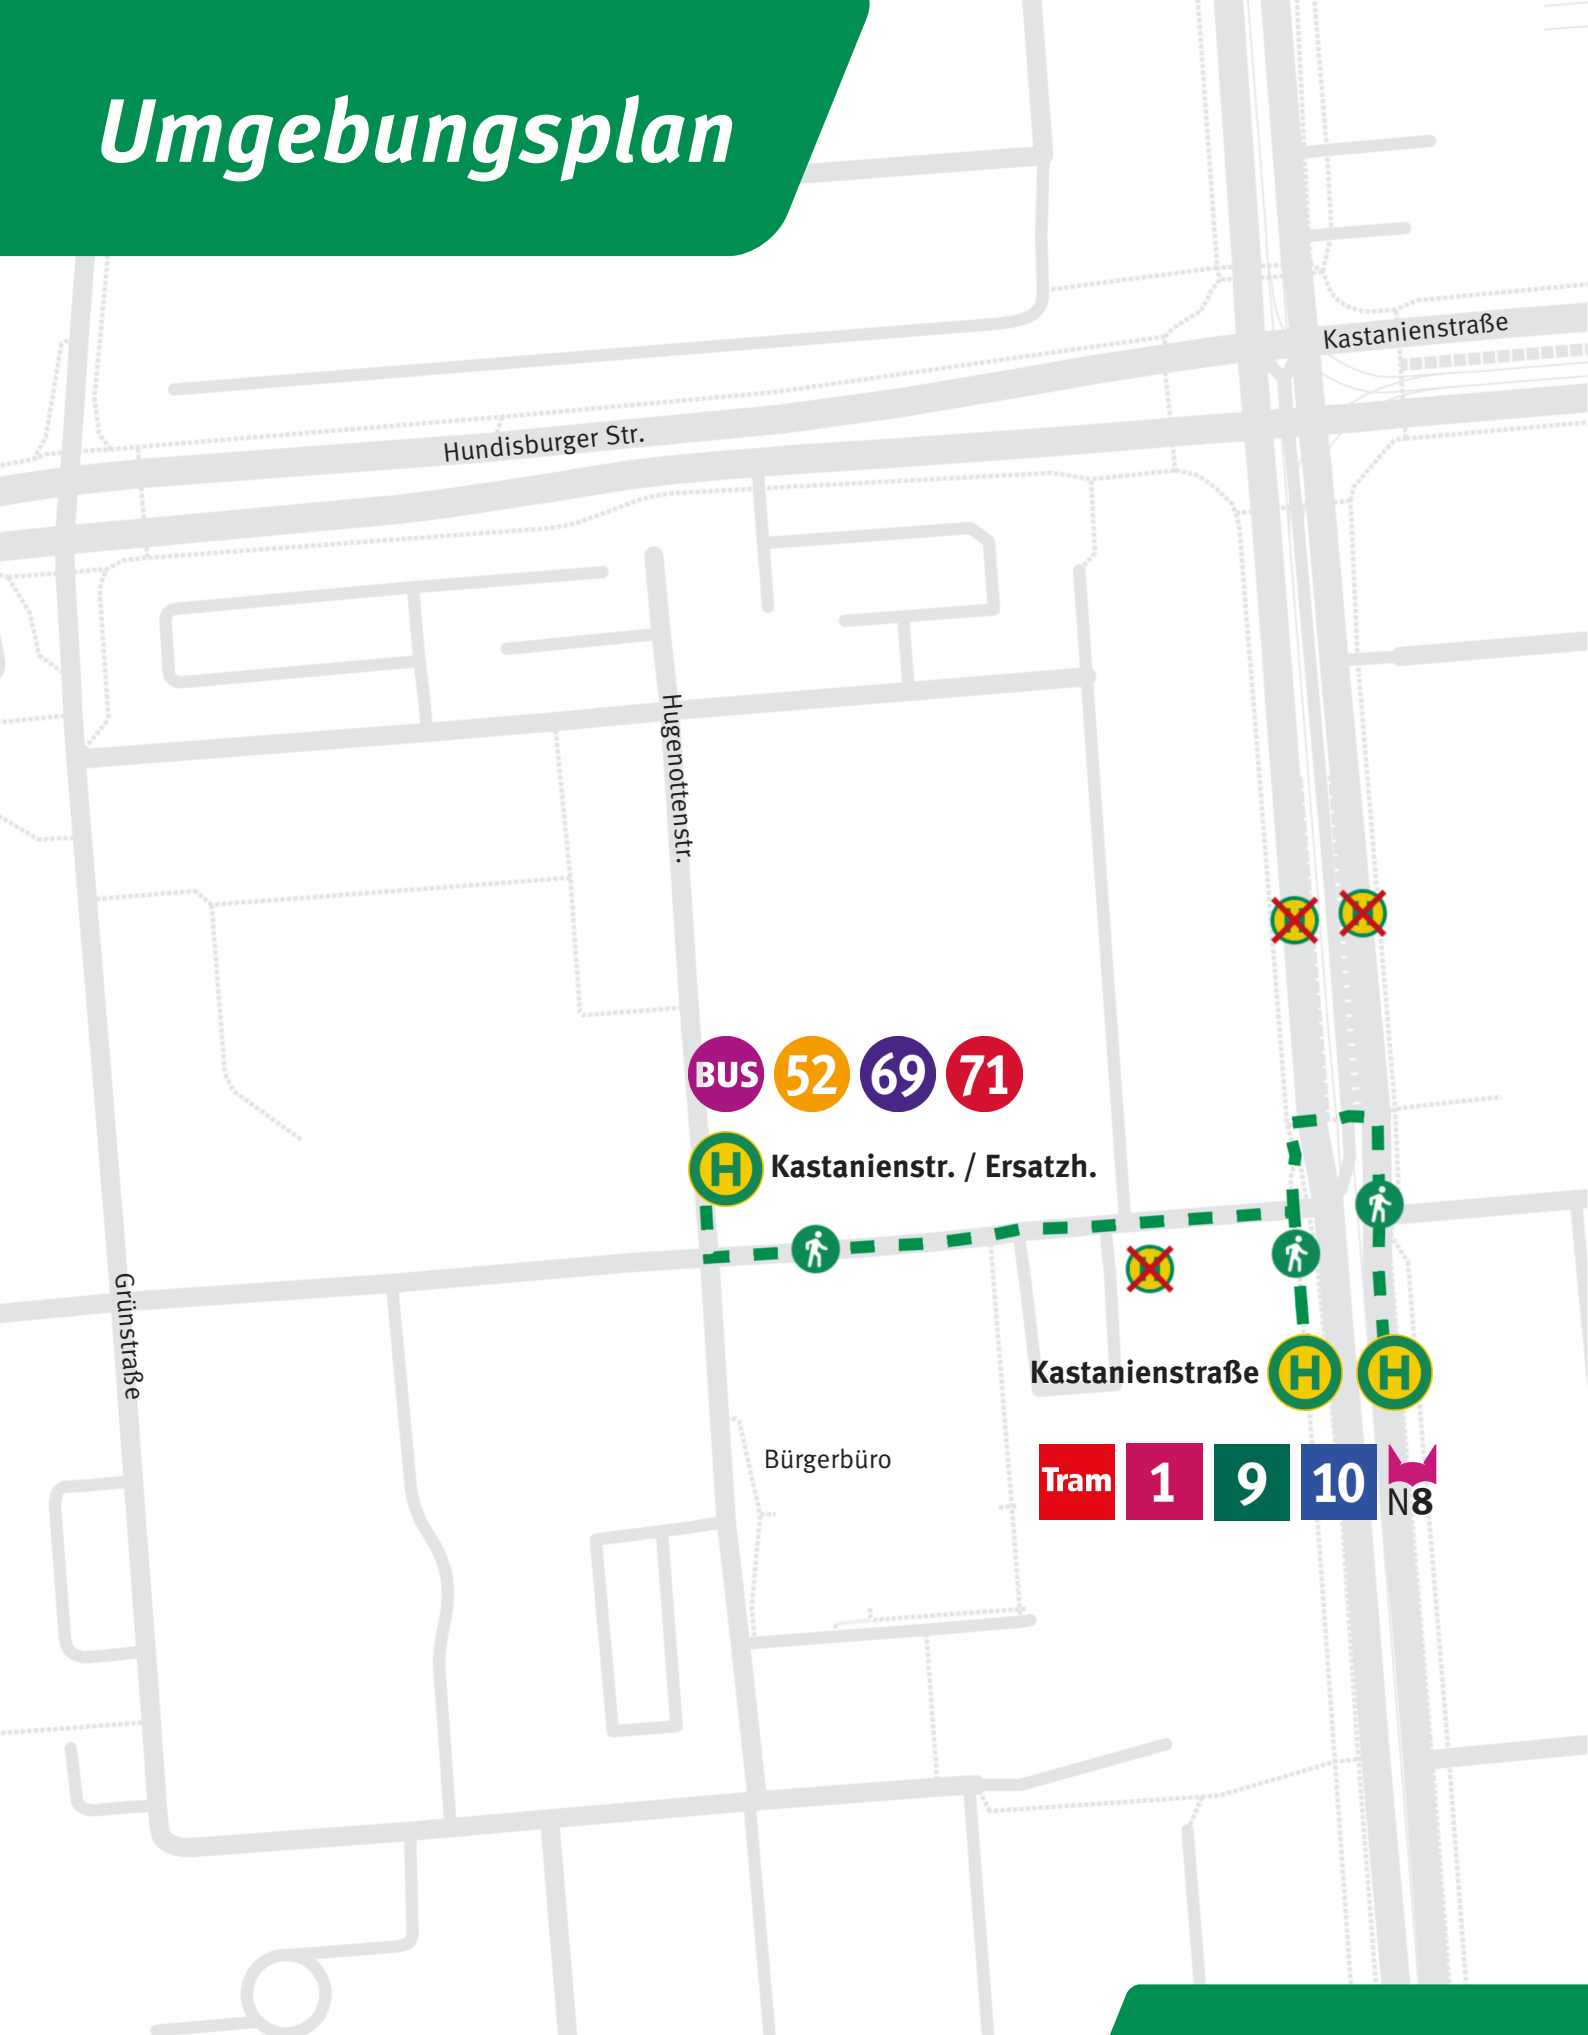 Umgebungsplan
Kastanienstraße
Hundisburger Str.
Hugenottenstr.
BUS 52 69 71
H Kastanienstr. / Ersatzh.
Grünstraße
Kastanienstraße H H
Bürgerbüro
Tram 1 9 10 N8